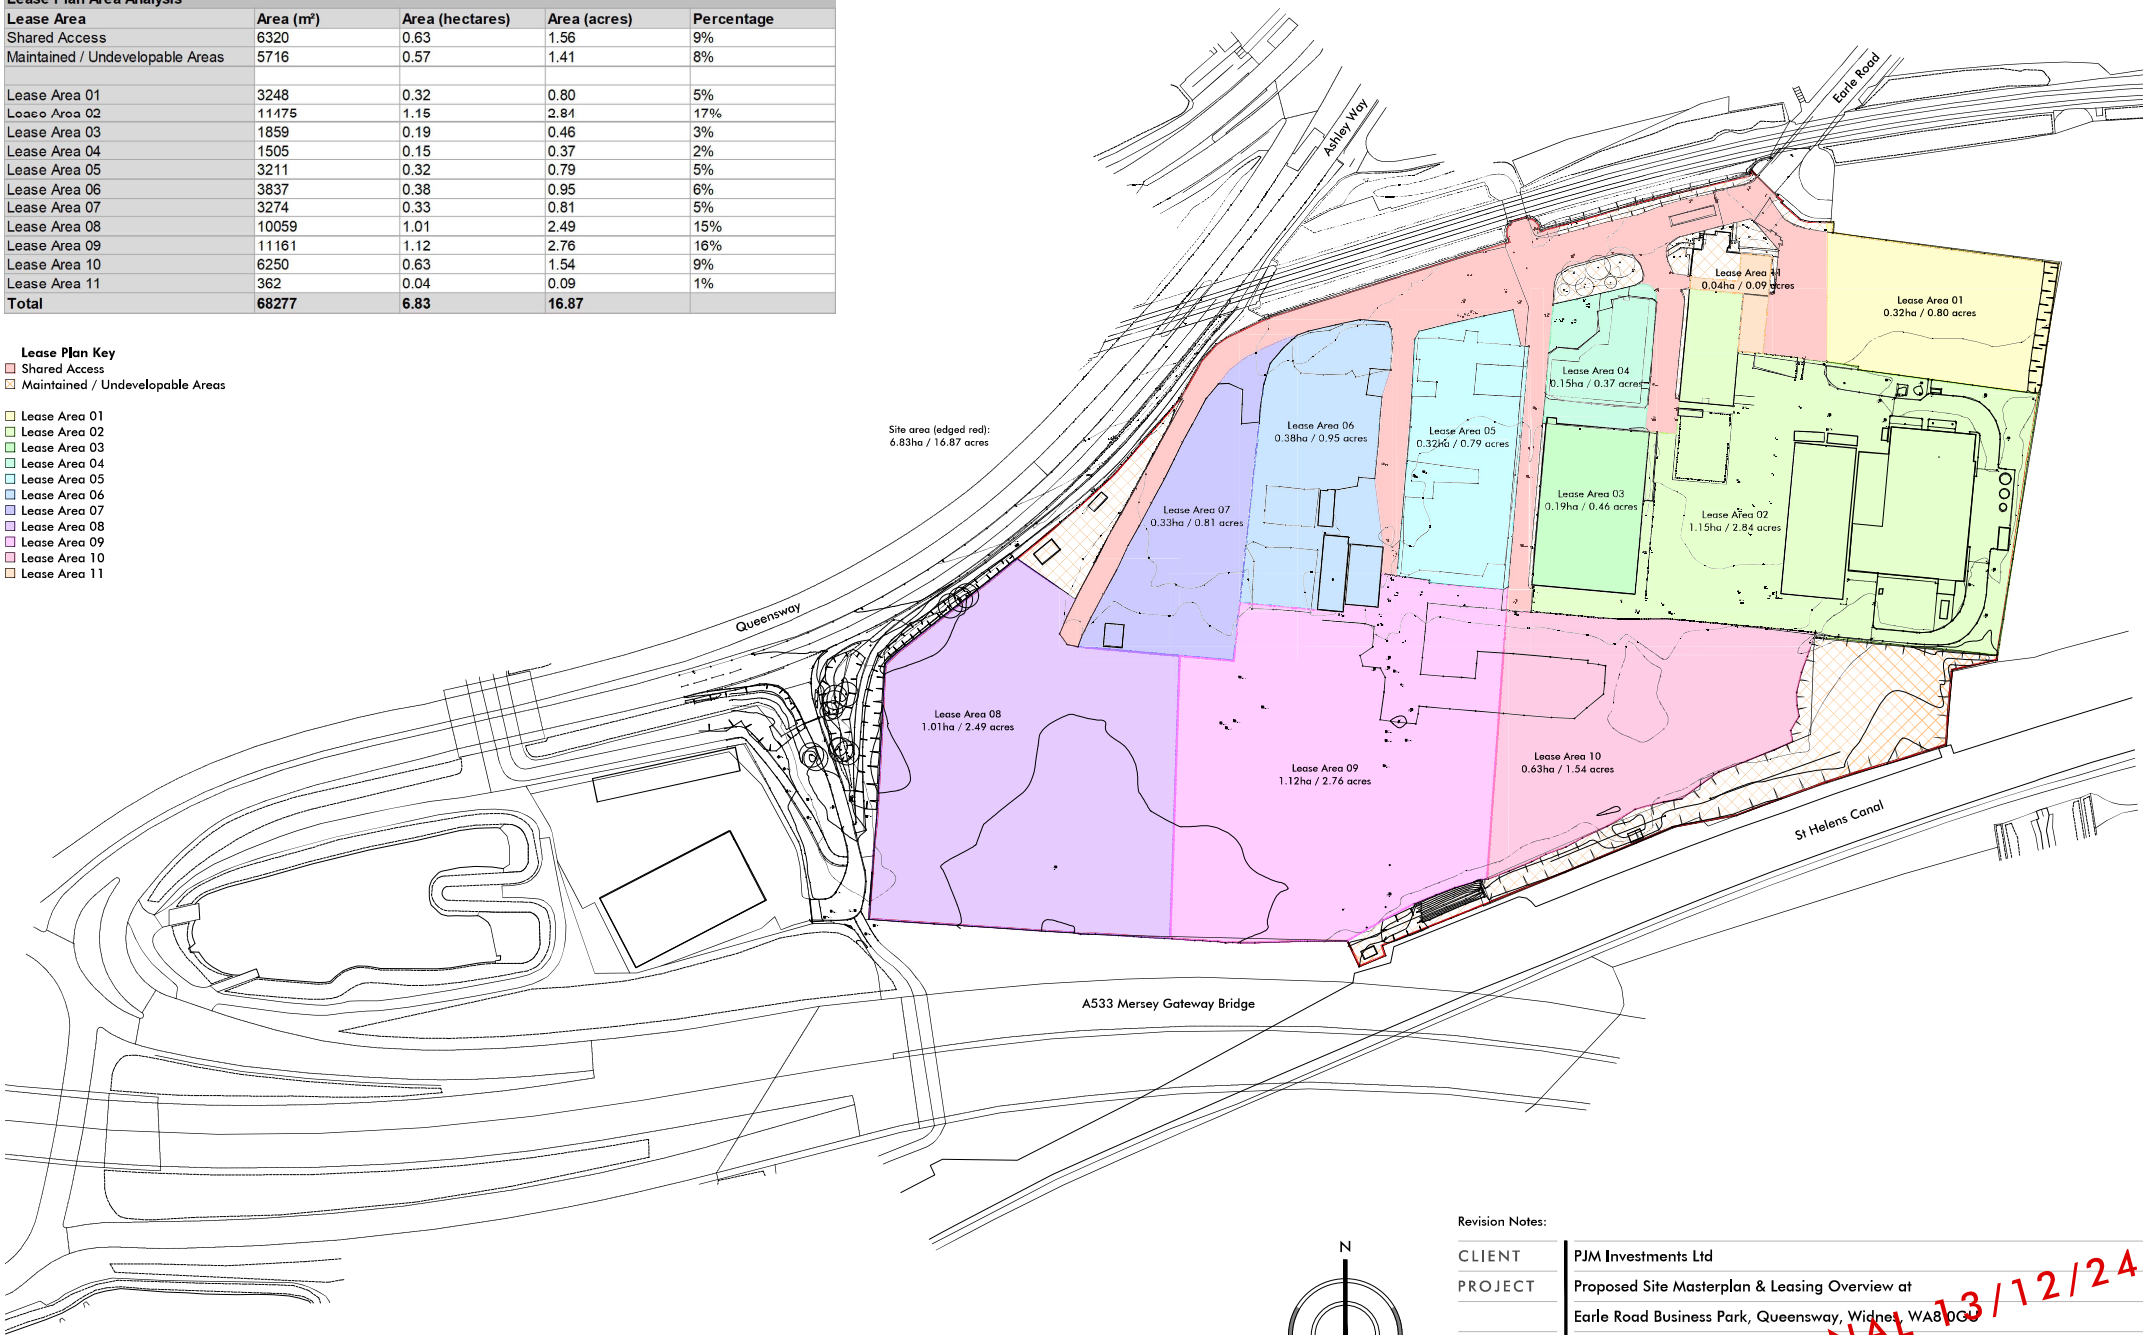 Lease Plan Area Analysis
Lease Area Area (m²) Area (hectares) Area (acres) Percentage
Shared Access 6320 0.63 1.56 9%
Maintained / Undevelopable Areas 5716 0.57 1.41 8%
Lease Area 01 3248 0.32 0.80 5%
Lease Area 02 11475 1.15 2.84 17%
Lease Area 03 1859 0.19 0.46 3%
Lease Area 04 1505 0.15 0.37 2%
Lease Area 05 3211 0.32 0.79 5%
Lease Area 06 3837 0.38 0.95 6%
Lease Area 07 3274 0.33 0.81 5%
Lease Area 08 10059 1.01 2.49 15%
Lease Area 09 11161 1.12 2.76 16%
Lease Area 10 6250 0.63 1.54 9%
Lease Area 11 362 0.04 0.09 1%
Total 68277 6.83 16.87
Lease Plan Key
Shared Access
Maintained / Undevelopable Areas
Lease Area 01
Lease Area 02
Lease Area 03
Lease Area 04
Lease Area 05
Lease Area 06
Lease Area 07
Lease Area 08
Lease Area 09
Lease Area 10
Lease Area 11
Ashley Way
Earle Road
Lease Area 11
0.04ha / 0.09 acres
Lease Area 01
0.32ha / 0.80 acres
Lease Area 04
0.15ha / 0.37 acres
Site area (edged red):
6.83ha / 16.87 acres
Lease Area 06
0.38ha / 0.95 acres
Lease Area 05
0.32ha / 0.79 acres
Lease Area 03
0.19ha / 0.46 acres
Lease Area 07
0.33ha / 0.81 acres
Lease Area 02
1.15ha / 2.84 acres
Queensway
Lease Area 08
1.01ha / 2.49 acres
Lease Area 09
1.12ha / 2.76 acres
Lease Area 10
0.63ha / 1.54 acres
St Helens Canal
A533 Mersey Gateway Bridge
N
Revision Notes:
CLIENT PJM Investments Ltd
PROJECT Proposed Site Masterplan & Leasing Overview at
Earle Road Business Park, Queensway, Widnes, WA8 0GU
13/12/24